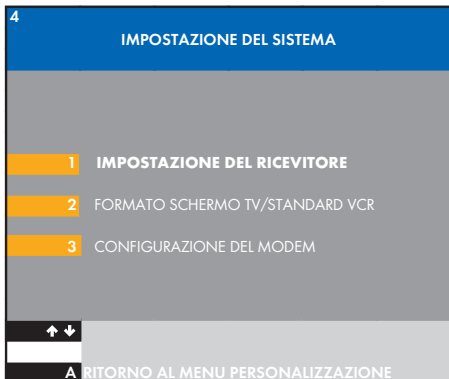 4
IMPOSTAZIONE DEL SISTEMA
1 IMPOSTAZIONE DEL RICEVITORE
2 FORMATO SCHERMO TV/STANDARD VCR
3 CONFIGURAZIONE DEL MODEM
A RITORNO AL MENU PERSONALIZZAZIONE